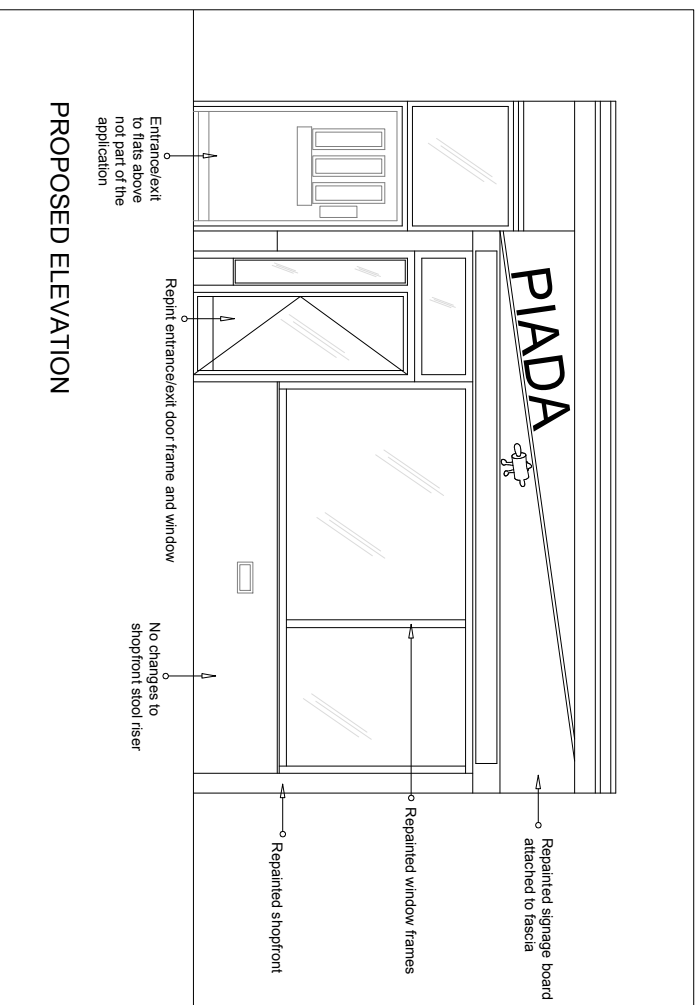 PIADA
Repainted signage board
attached to fascia
Repainted window frames
Repainted shopfront
Entrance/exit
to flats above
not part of the
application
Repint entrance/exit door frame and window
No changes to
shopfront stool riser
PROPOSED ELEVATION